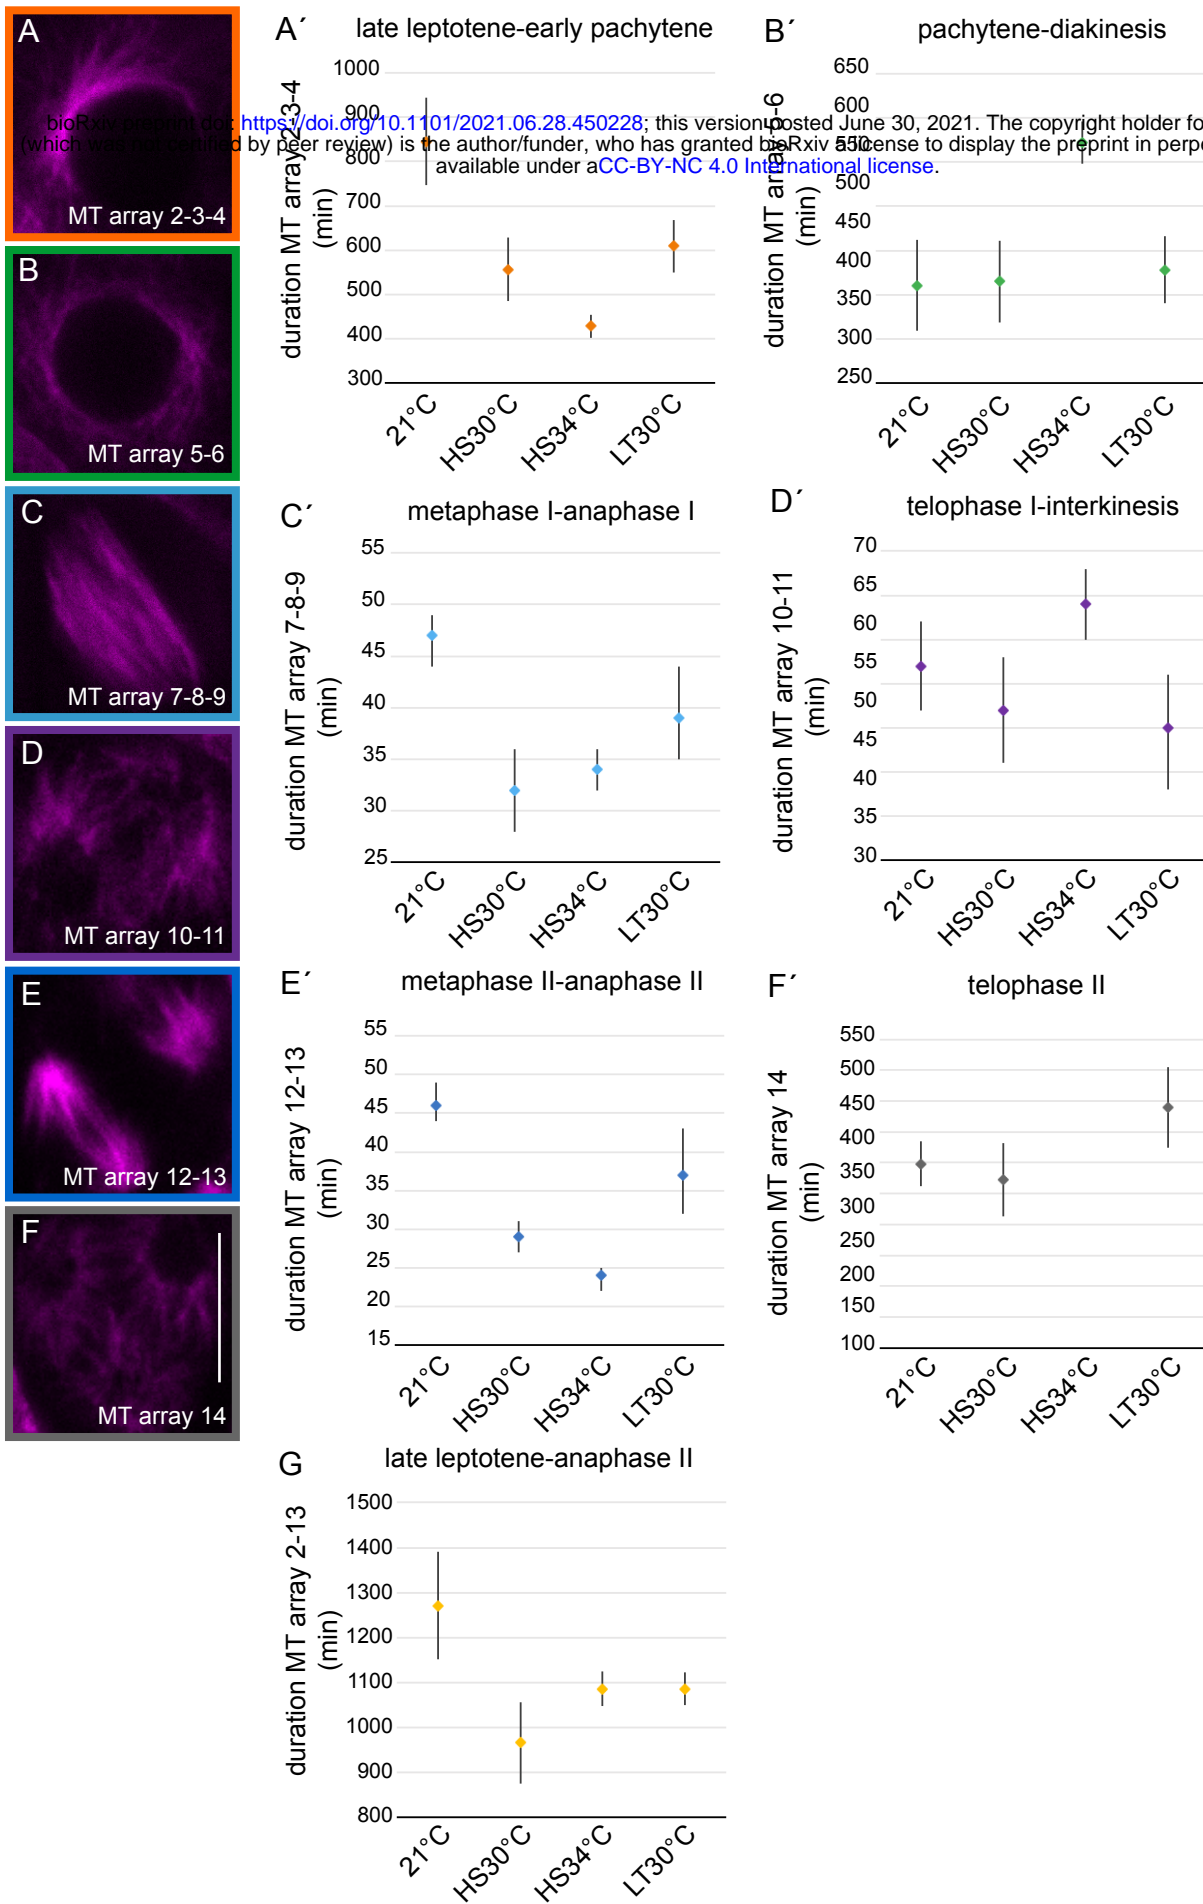 A
MT array 2-3-4
B
MT array 5-6
C
MT array 7-8-9
D
MT array 10-11
E
MT array 12-13
F
MT array 14
A´ late leptotene-early pachytene
duration MT array 2-3-4
(min)
1000
900
800
700
600
500
400
300
21°C HS30°C HS34°C LT30°C
B´ pachytene-diakinesis
duration MT array 5-6
(min)
650
600
550
500
450
400
350
300
250
21°C HS30°C HS34°C LT30°C
bioRxiv preprint doi: https://doi.org/10.1101/2021.06.28.450228; this version posted June 30, 2021. The copyright holder fo
(which was not certified by peer review) is the author/funder, who has granted bioRxiv a license to display the preprint in perpe
available under aCC-BY-NC 4.0 International license.
C´ metaphase I-anaphase I
duration MT array 7-8-9
(min)
55
50
45
40
35
30
25
21°C HS30°C HS34°C LT30°C
D´ telophase I-interkinesis
duration MT array 10-11
(min)
70
65
60
55
50
45
40
35
30
21°C HS30°C HS34°C LT30°C
E´ metaphase II-anaphase II
duration MT array 12-13
(min)
55
50
45
40
35
30
25
20
15
21°C HS30°C HS34°C LT30°C
F´ telophase II
duration MT array 14
(min)
550
500
450
400
350
300
250
200
150
100
21°C HS30°C HS34°C LT30°C
G late leptotene-anaphase II
duration MT array 2-13
(min)
1500
1400
1300
1200
1100
1000
900
800
21°C HS30°C HS34°C LT30°C